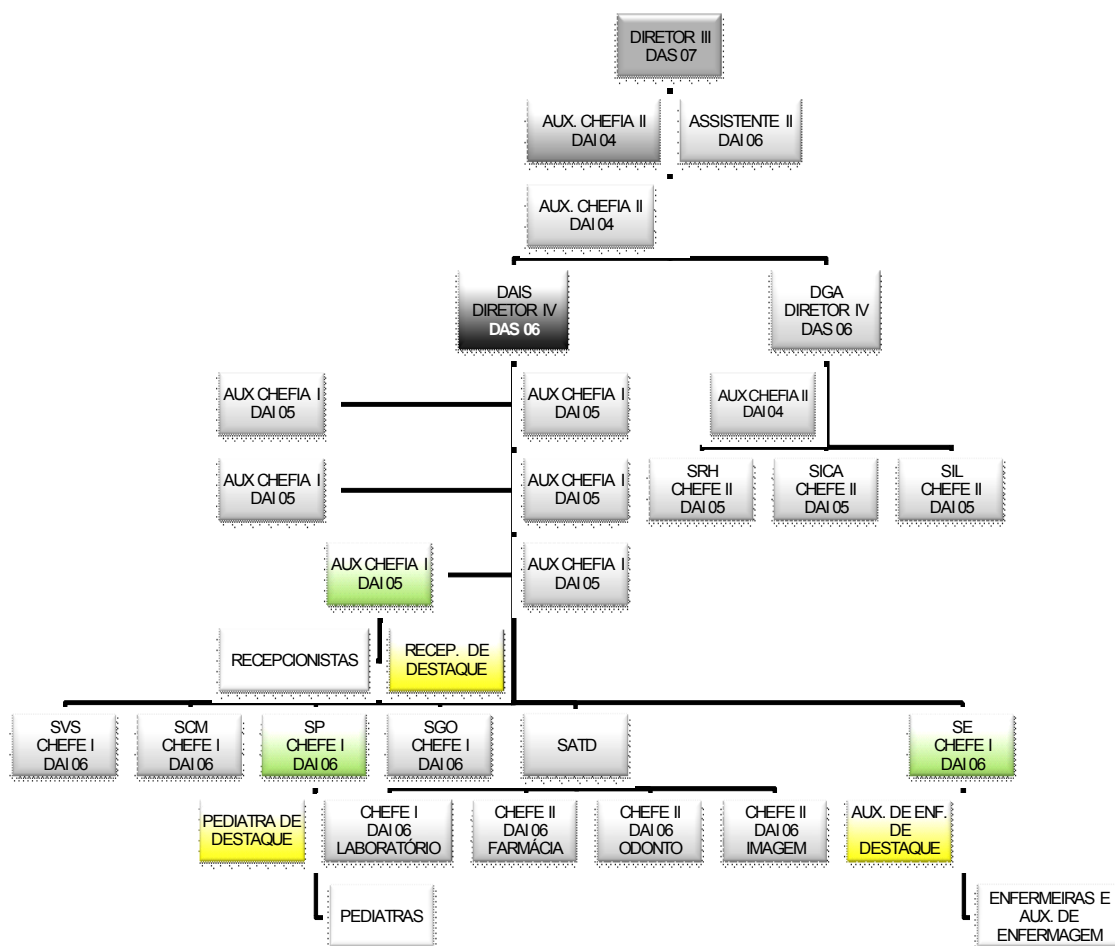 DIRETOR III
DAS 07
AUX. CHEFIA II
DAI 04
ASSISTENTE II
DAI 06
AUX. CHEFIA II
DAI 04
DAIS
DIRETOR IV
DAS 06
DGA
DIRETOR IV
DAS 06
AUX CHEFIA I
DAI 05
AUX CHEFIA I
DAI 05
AUX CHEFIA II
DAI 04
AUX CHEFIA I
DAI 05
AUX CHEFIA I
DAI 05
SRH
CHEFE II
DAI 05
SICA
CHEFE II
DAI 05
SIL
CHEFE II
DAI 05
AUX CHEFIA I
DAI 05
AUX CHEFIA I
DAI 05
RECEPCIONISTAS
RECEP. DE
DESTAQUE
SVS
CHEFE I
DAI 06
SCM
CHEFE I
DAI 06
SP
CHEFE I
DAI 06
SGO
CHEFE I
DAI 06
SATD
SE
CHEFE I
DAI 06
PEDIATRA DE
DESTAQUE
CHEFE I
DAI 06
LABORATÓRIO
CHEFE II
DAI 06
FARMÁCIA
CHEFE II
DAI 06
ODONTO
CHEFE II
DAI 06
IMAGEM
AUX. DE ENF.
DE
DESTAQUE
PEDIATRAS
ENFERMEIRAS E
AUX. DE
ENFERMAGEM